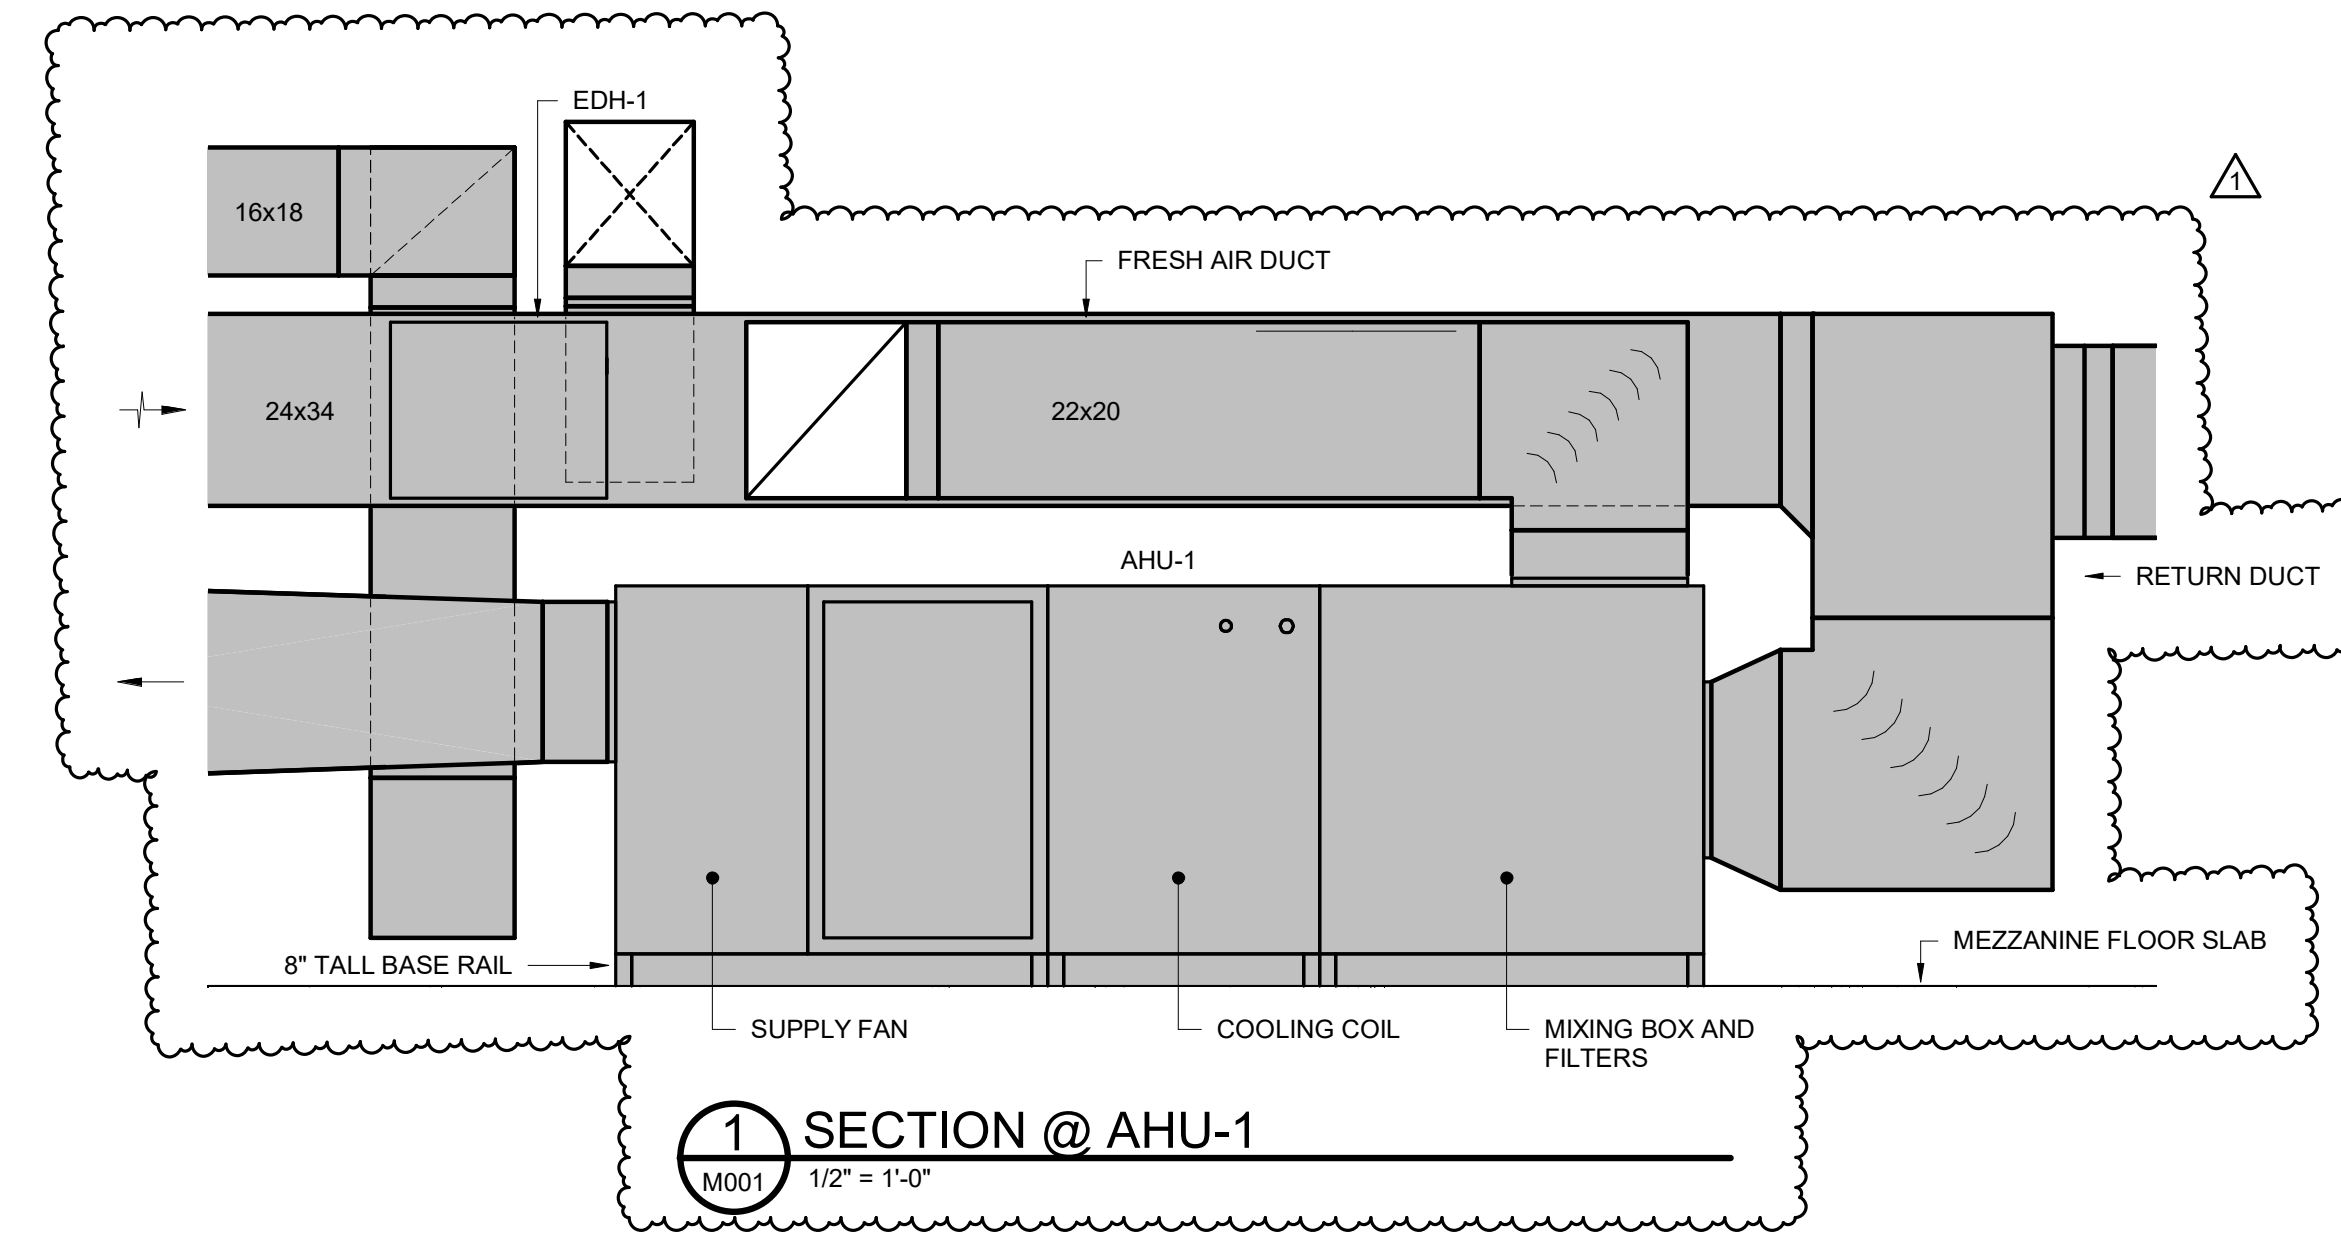 EDH-1
16x18
1
FRESH AIR DUCT
24x34
22x20
AHU-1
RETURN DUCT
8" TALL BASE RAIL
MEZZANINE FLOOR SLAB
SUPPLY FAN
COOLING COIL
MIXING BOX AND
FILTERS
1
SECTION @ AHU-1
M001
1/2" = 1'-0"